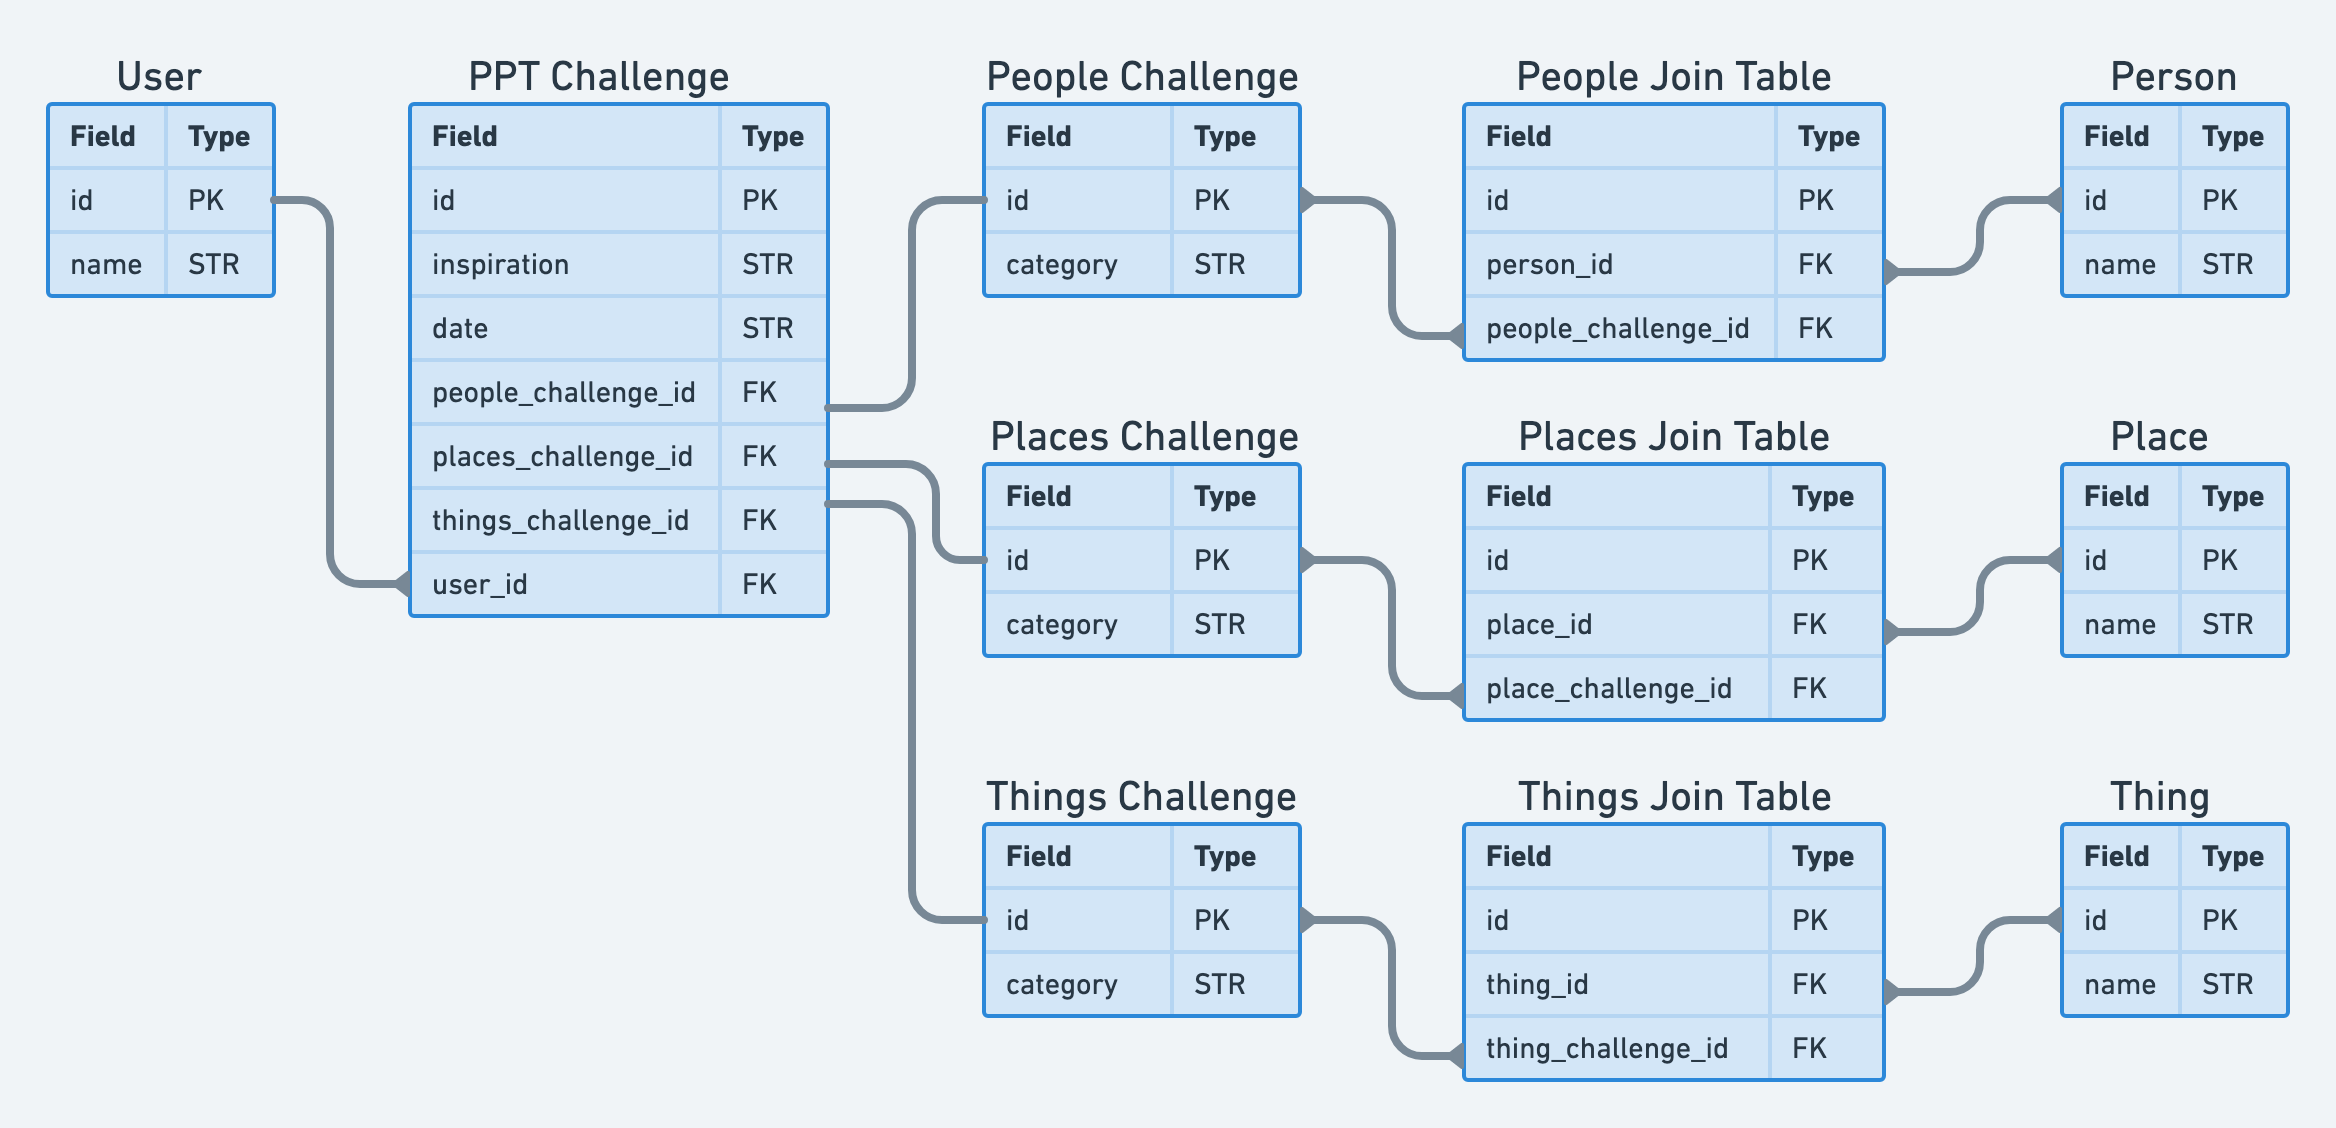 User
Field Type
id PK
name STR
PPT Challenge
Field Type
id PK
inspiration STR
date STR
people_challenge_id FK
places_challenge_id FK
things_challenge_id FK
user_id FK
People Challenge
Field Type
id PK
category STR
People Join Table
Field Type
id PK
person_id FK
people_challenge_id FK
Person
Field Type
id PK
name STR
Places Challenge
Field Type
id PK
category STR
Places Join Table
Field Type
id PK
place_id FK
place_challenge_id FK
Place
Field Type
id PK
name STR
Things Challenge
Field Type
id PK
category STR
Things Join Table
Field Type
id PK
thing_id FK
thing_challenge_id FK
Thing
Field Type
id PK
name STR